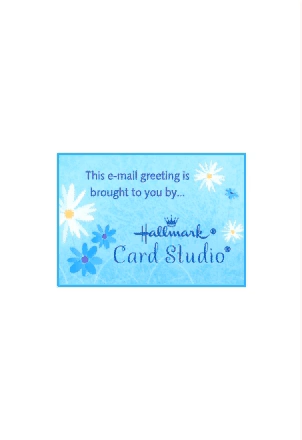 This e-mail greeting is
brought to you by...
Hallmark®
Card Studio®